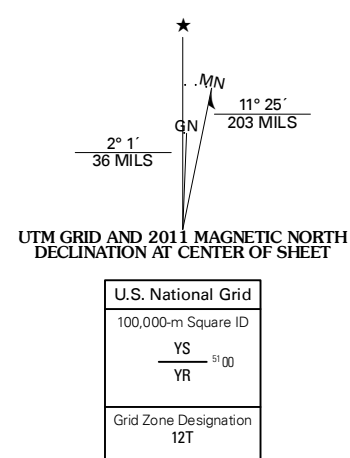 ★
MN
11° 25´
203 MILS
GN
2° 1´
36 MILS
UTM GRID AND 2011 MAGNETIC NORTH
DECLINATION AT CENTER OF SHEET
U.S. National Grid
100,000-m Square ID
YS
5100
YR
Grid Zone Designation
12T